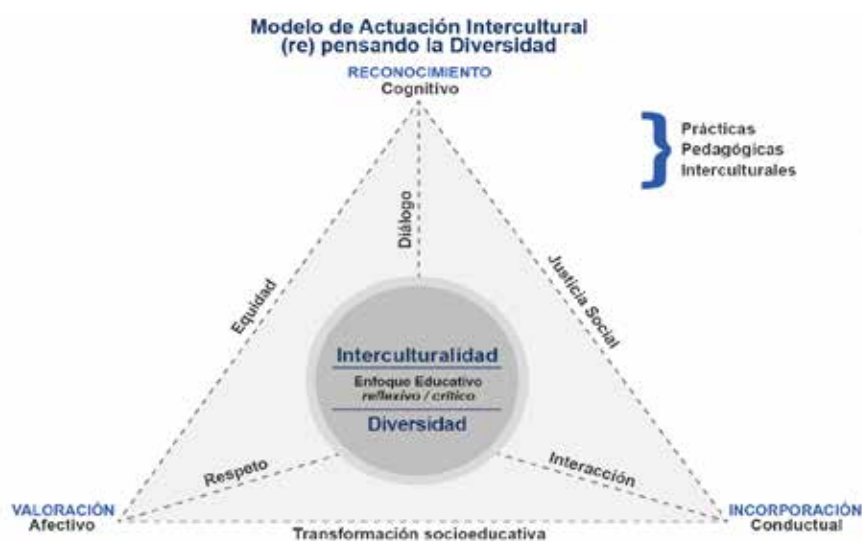 Modelo de Actuación Intercultural
(re) pensando la Diversidad
RECONOCIMIENTO
Cognitivo
Prácticas
Pedagógicas
Interculturales
Diálogo
Equidad
Justicia Social
Interculturalidad
Enfoque Educativo
reflexivo / crítico
Diversidad
Respeto
Interacción
VALORACIÓN
Afectivo
INCORPORACIÓN
Conductual
Transformación socioeducativa